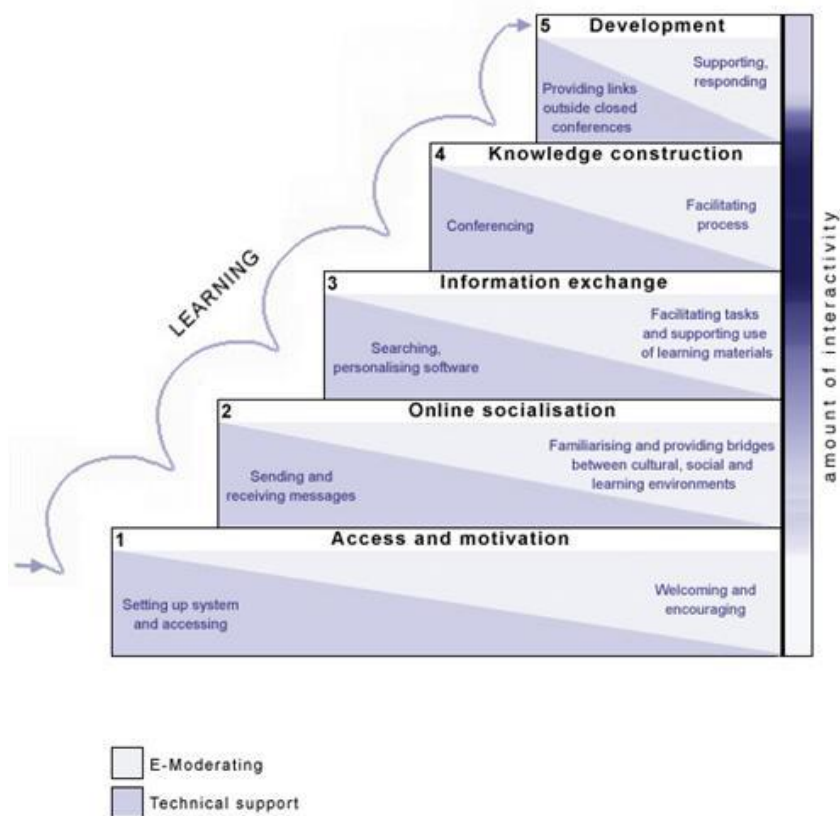 5 Development
Supporting,
responding
Providing links
outside closed
conferences
4 Knowledge construction
Conferencing
Facilitating
process
3 Information exchange
Searching,
personalising software
Facilitating tasks
and supporting use
of learning materials
2 Online socialisation
Sending and
receiving messages
Familiarising and providing bridges
between cultural, social and
learning environments
1 Access and motivation
Setting up system
and accessing
Welcoming and
encouraging
LEARNING
amount of interactivity
E-Moderating
Technical support